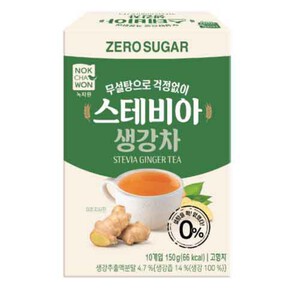 ZERO SUGAR
NOK
CHA
WON
녹차원
무설탕으로 걱정없이
스테비아
생강차
STEVIA GINGER TEA
0%
10개입 150g(66 kcal) | 고형차
생강추출액분말 4.7 %(생강즙 14 %(생강 100 %))